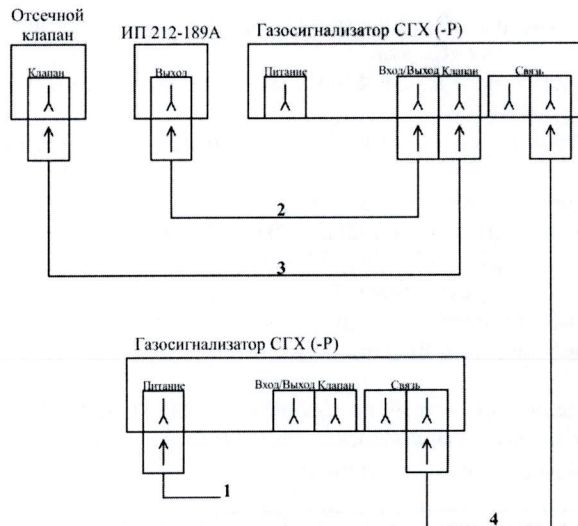 Отсечной
клапан
ИП 212-189А
Газосигнализатор СГХ (-Р)
Клапан
Выход
Питание
Вход/Выход
Клапан
Связь
2
3
Газосигнализатор СГХ (-Р)
Питание
Вход/Выход
Клапан
Связь
1
4